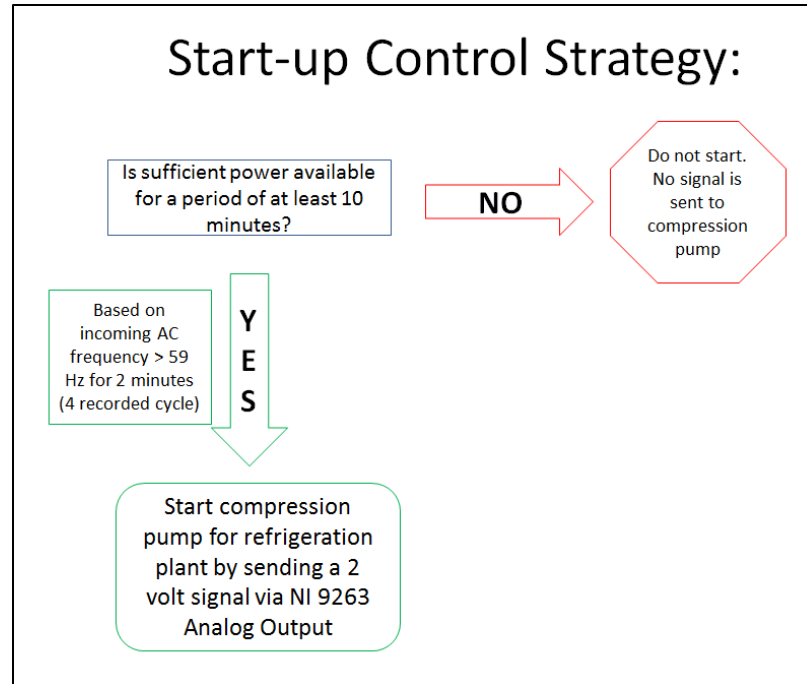 Start-up Control Strategy:
Is sufficient power available
for a period of at least 10
minutes?
NO
Do not start.
No signal is
sent to
compression
pump
Based on
incoming AC
frequency > 59
Hz for 2 minutes
(4 recorded cycle)
Y
E
S
Start compression
pump for refrigeration
plant by sending a 2
volt signal via NI 9263
Analog Output